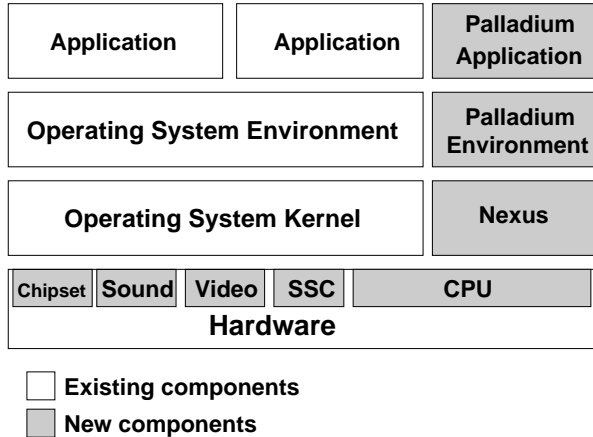 Application
Application
Palladium
Application
Operating System Environment
Palladium
Environment
Operating System Kernel
Nexus
Chipset
Sound
Video
SSC
CPU
Hardware
Existing components
New components